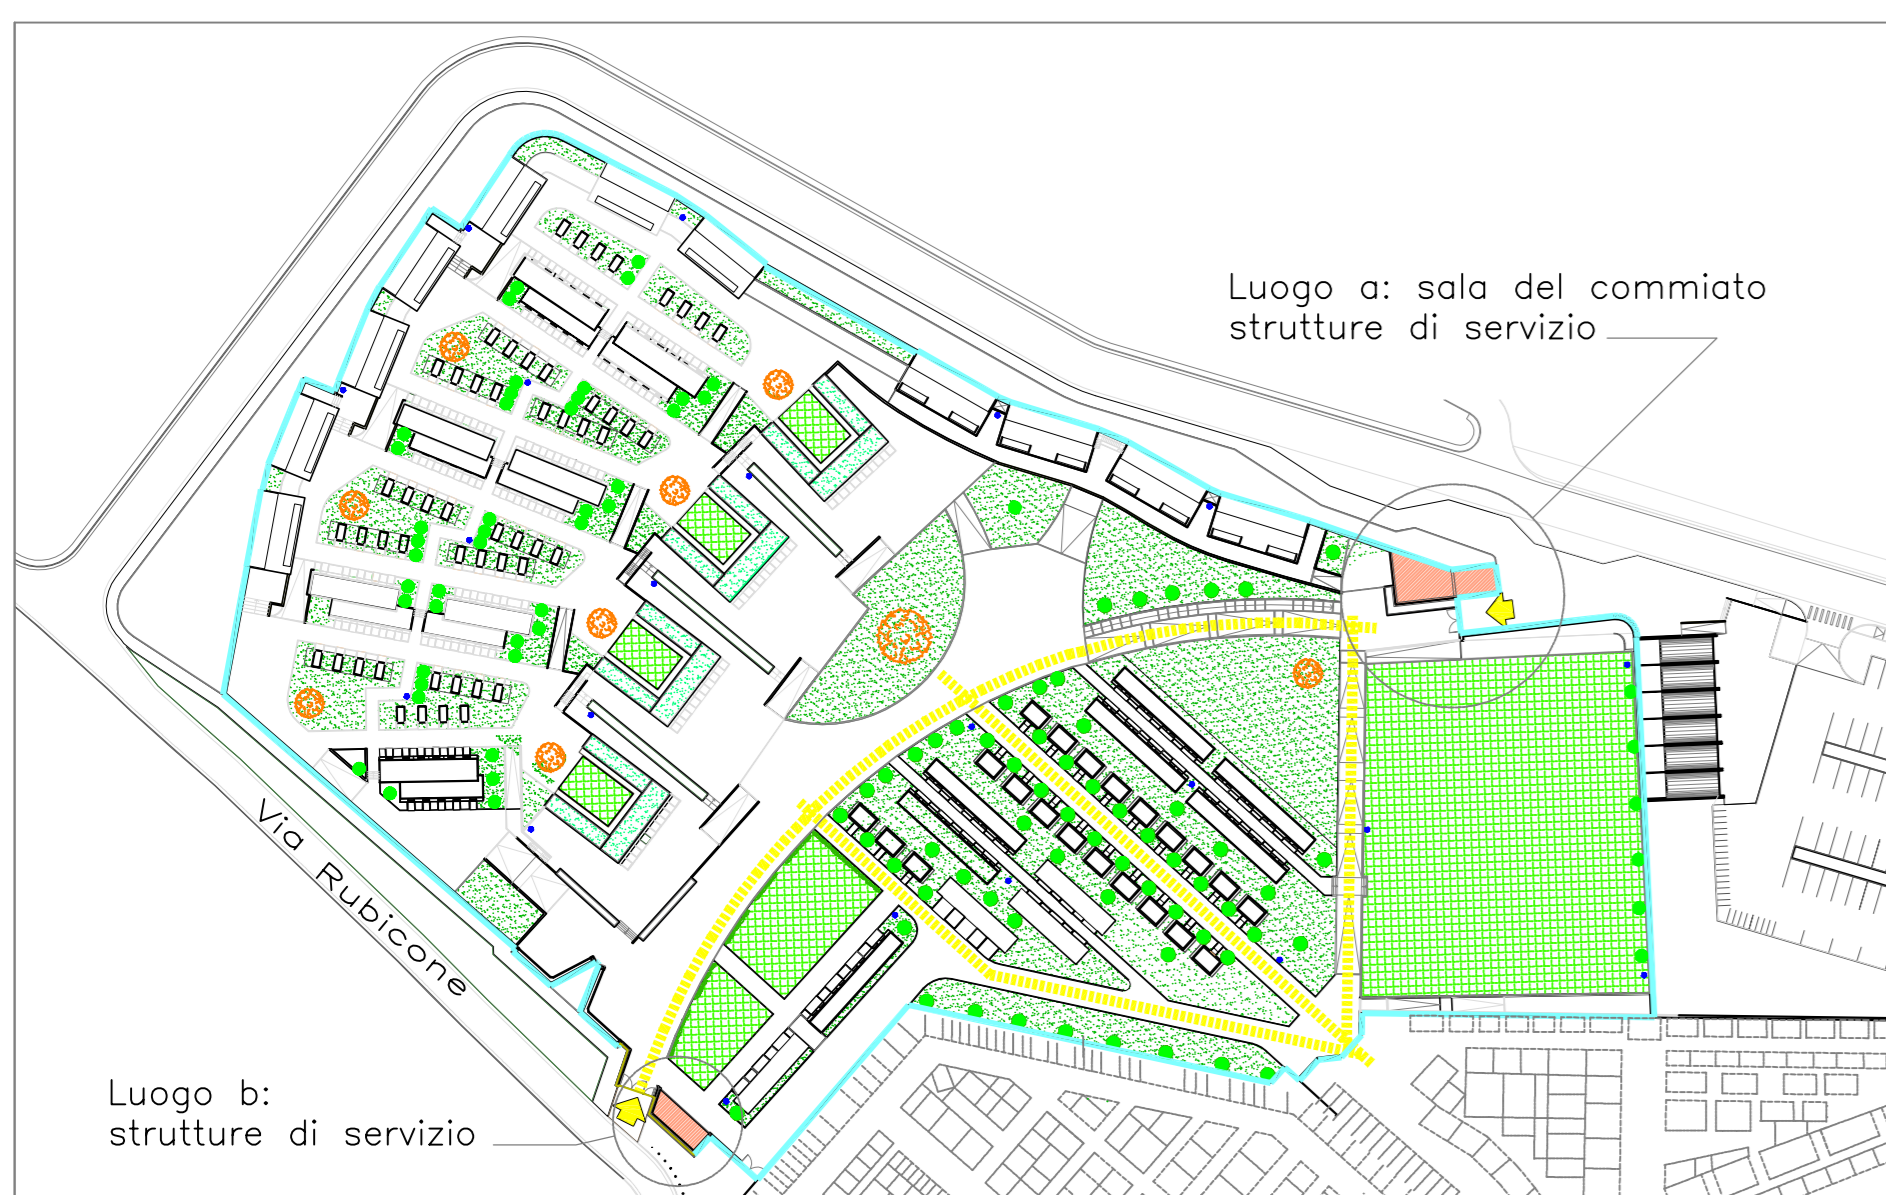 Luogo a: sala del commiato
strutture di servizio
Via Rubicone
Luogo b:
strutture di servizio